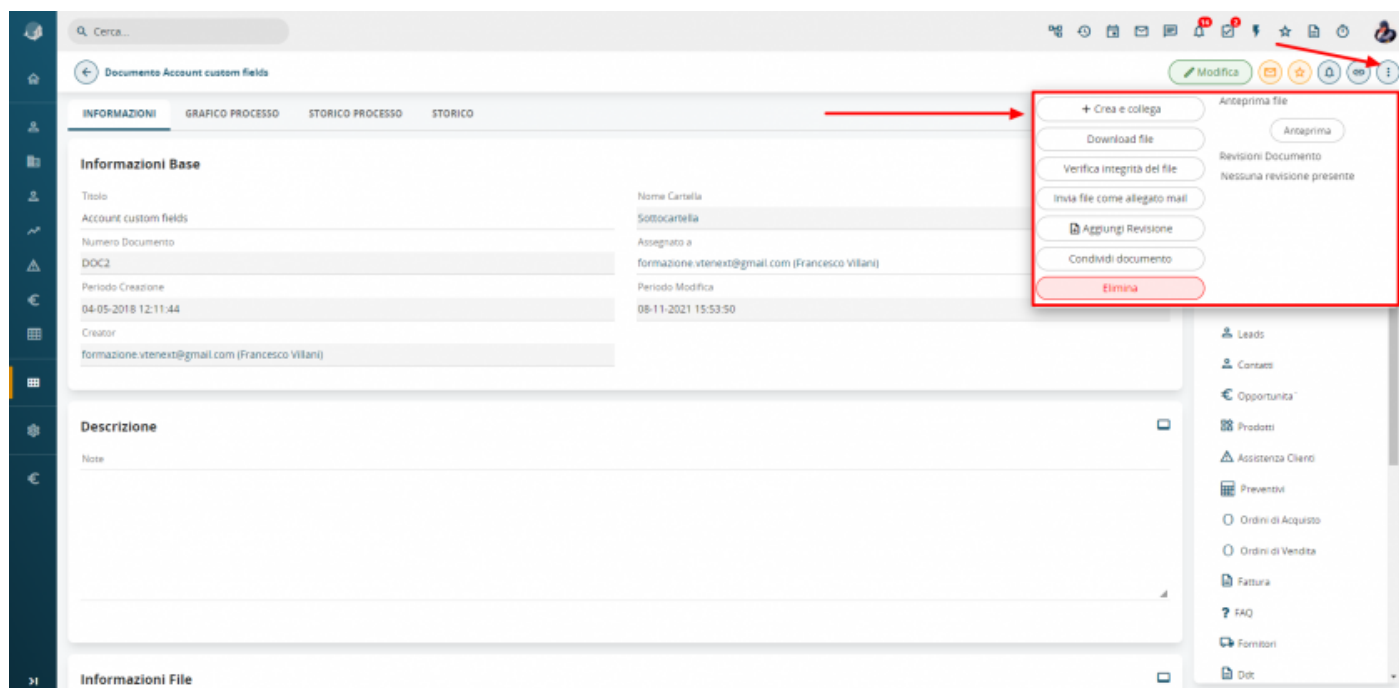 Cerca...
14
2
Documento Account custom fields
Modifica
INFORMAZIONI GRAFICO PROCESSO STORICO PROCESSO STORICO
+ Crea e collega
Download file
Verifica integrità del file
Invia file come allegato mail
Aggiungi Revisione
Condividi documento
Elimina
Anteprima file
Anteprima
Revisioni Documento
Nessuna revisione presente
Informazioni Base
Titolo
Account custom fields
Nome Cartella
Sottocartella
Numero Documento
DOC2
Assegnato a
formazione.vtenext@gmail.com (Francesco Villani)
Periodo Creazione
04-05-2018 12:11:44
Periodo Modifica
08-11-2021 15:53:50
Creator
formazione.vtenext@gmail.com (Francesco Villani)
Descrizione
Note
Informazioni File
Leads
Contatti
Opportunita`
Prodotti
Assistenza Clienti
Preventivi
O Ordini di Acquisto
O Ordini di Vendita
Fattura
? FAQ
Fornitori
Ddt